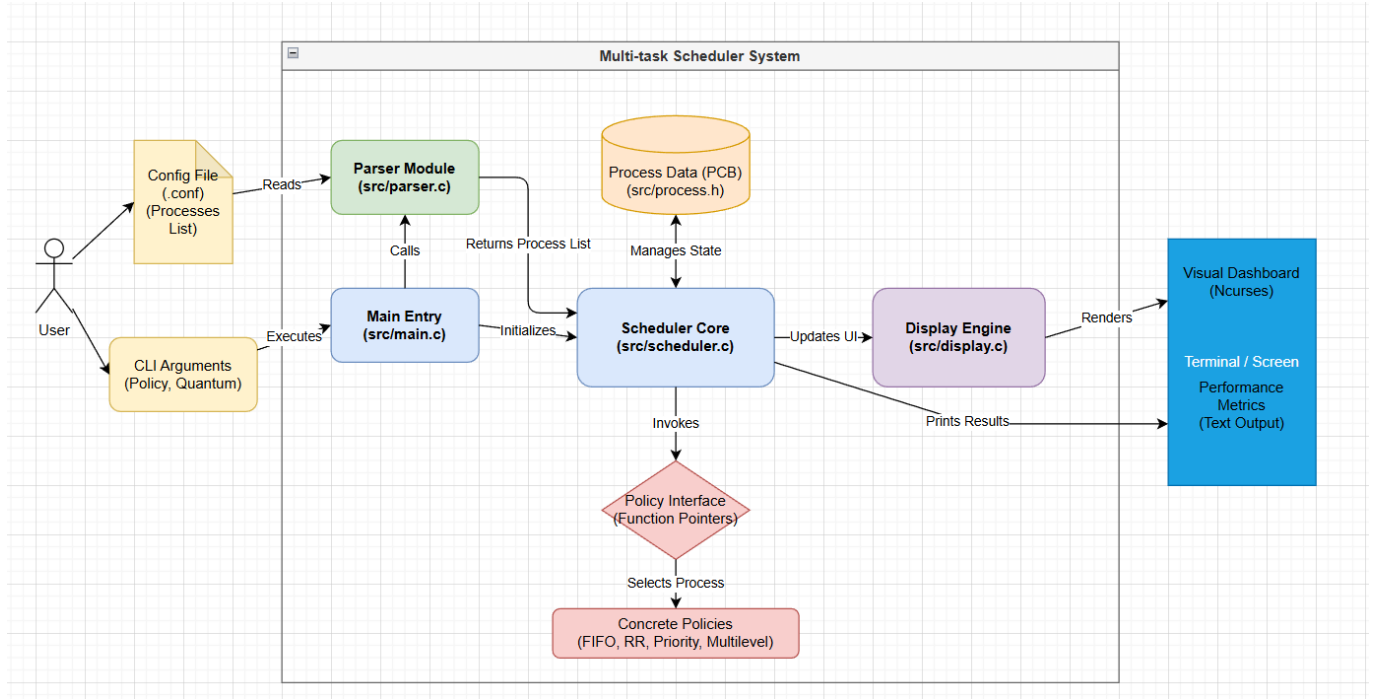 Multi-task Scheduler System
Config File
(.conf)
(Processes
List)
Reads
Parser Module
(src/parser.c)
Process Data (PCB)
(src/process.h)
Calls
Returns Process List
Manages State
User
CLI Arguments
(Policy, Quantum)
Executes
Main Entry
(src/main.c)
Initializes
Scheduler Core
(src/scheduler.c)
Updates UI
Display Engine
(src/display.c)
Renders
Visual Dashboard
(Ncurses)
Terminal / Screen
Performance
Metrics
(Text Output)
Prints Results
Invokes
Policy Interface
(Function Pointers)
Selects Process
Concrete Policies
(FIFO, RR, Priority, Multilevel)